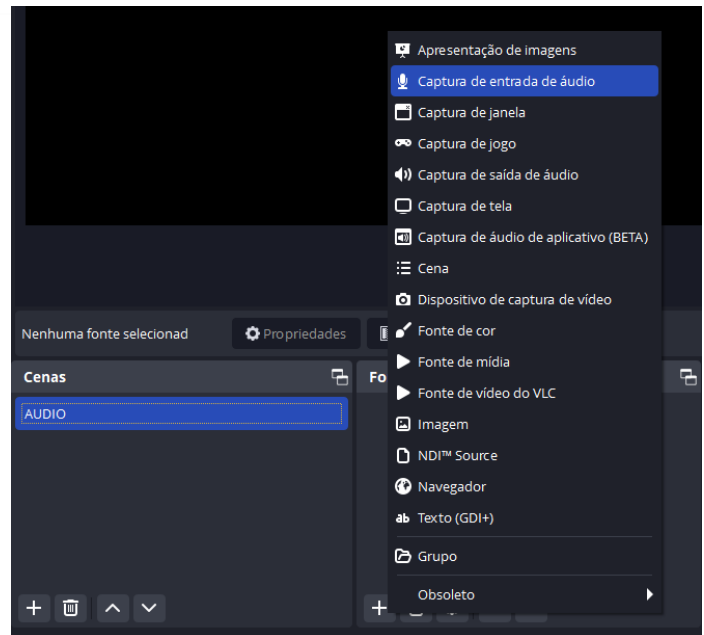 Apresentação de imagens
Captura de entrada de áudio
Captura de janela
Captura de jogo
Captura de saída de áudio
Captura de tela
Captura de áudio de aplicativo (BETA)
Cena
Dispositivo de captura de vídeo
Fonte de cor
Fonte de mídia
Fonte de vídeo do VLC
Imagem
NDI™ Source
Navegador
ab Texto (GDI+)
Grupo
Obsoleto
Nenhuma fonte selecionad
Propriedades
Cenas
Fo
AUDIO